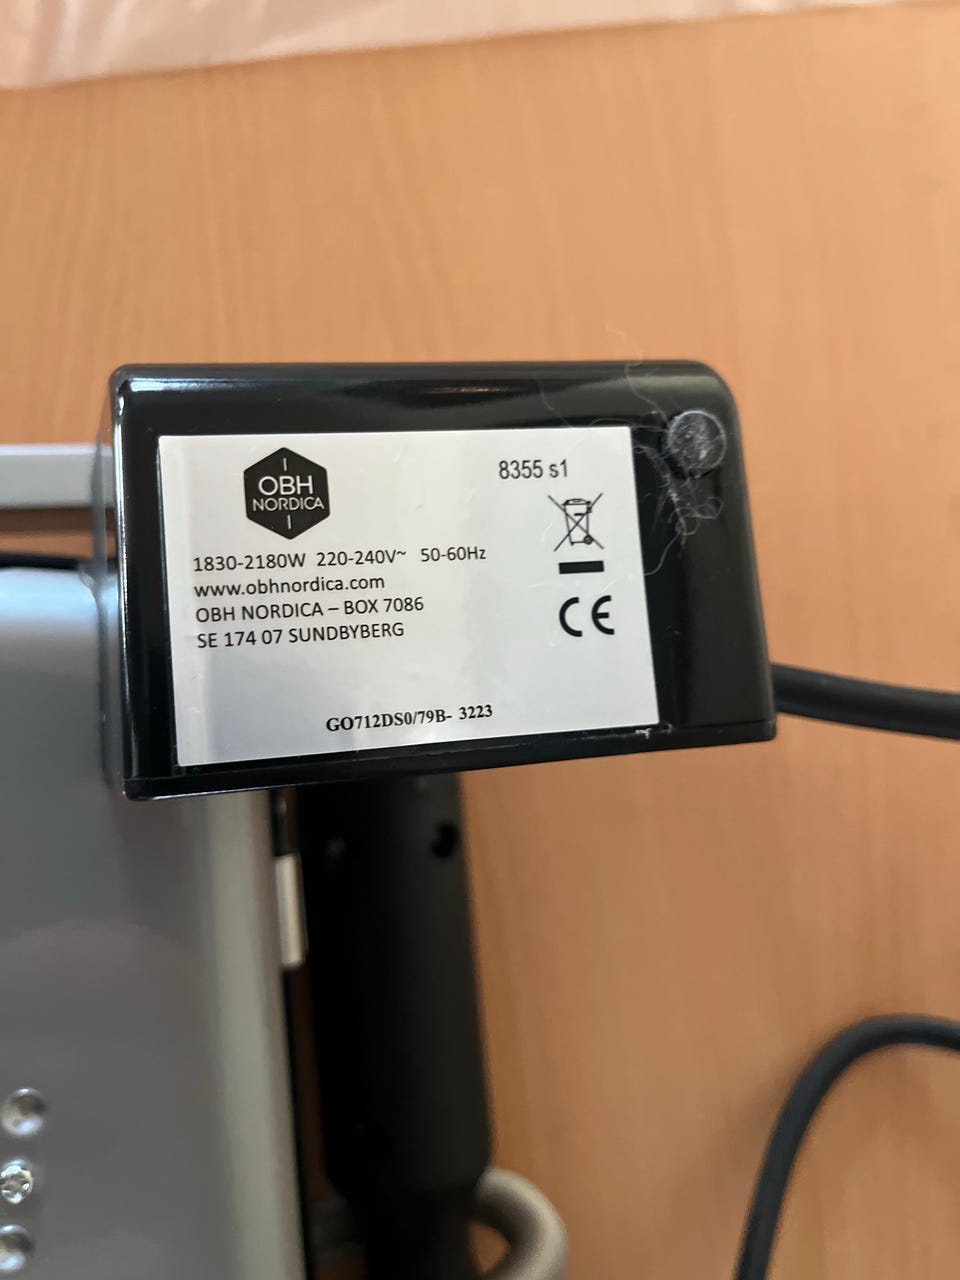 OBH
NORDICA
8355 s1
1830-2180W 220-240V~ 50-60Hz
www.obhnordica.com
OBH NORDICA – BOX 7086
SE 174 07 SUNDBYBERG
CE
GO712DS0/79B- 3223